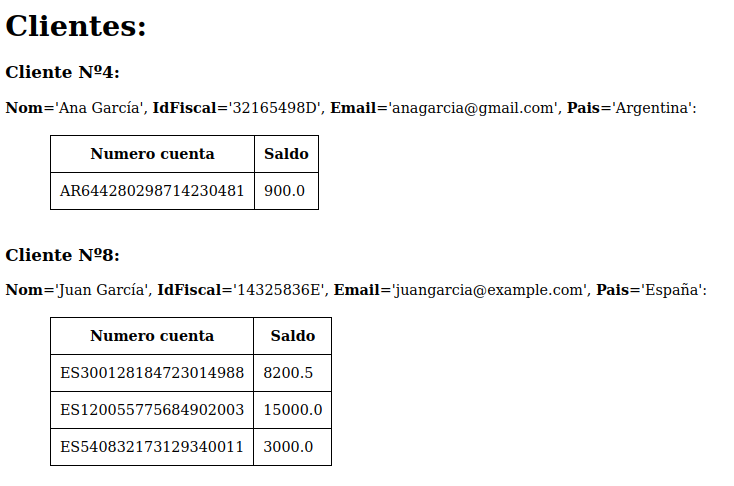 Clientes:
Cliente Nº4:
Nom='Ana García', IdFiscal='32165498D', Email='anagarcia@gmail.com', Pais='Argentina':
Numero cuenta Saldo
AR644280298714230481 900.0
Cliente Nº8:
Nom='Juan García', IdFiscal='14325836E', Email='juangarcia@example.com', Pais='España':
Numero cuenta Saldo
ES300128184723014988 8200.5
ES120055775684902003 15000.0
ES540832173129340011 3000.0